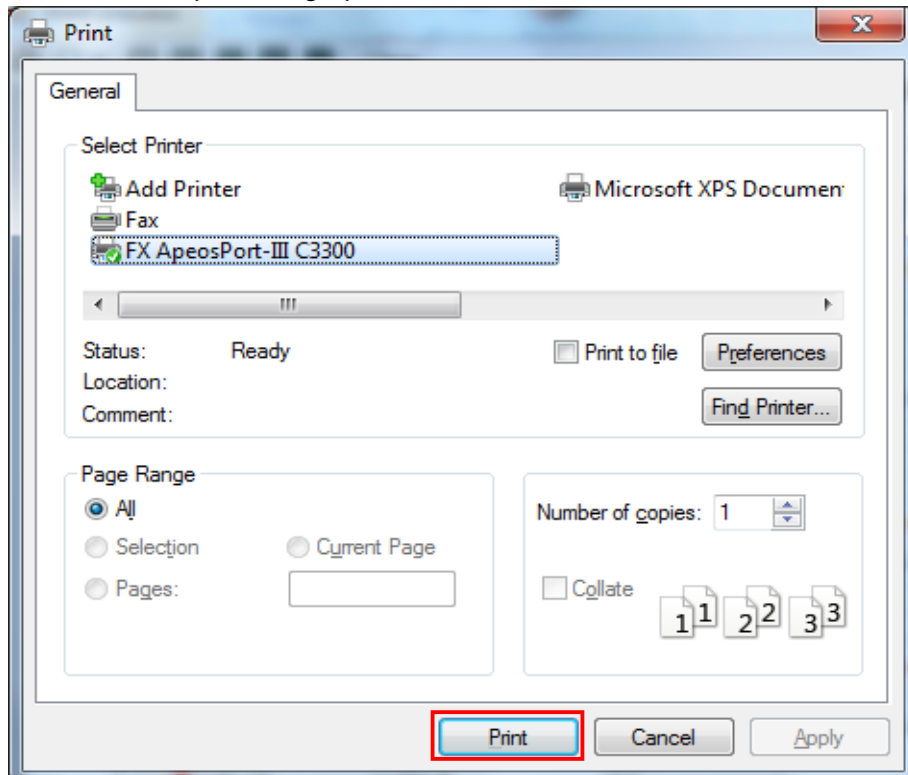 Print
General
Select Printer
Add Printer
Microsoft XPS Documen
Fax
FX ApeosPort-III C3300
Status: Ready
Print to file
Preferences
Location:
Comment:
Find Printer...
Page Range
All
Number of copies: 1
Selection
Current Page
Pages:
Collate
1 1 2 2 3 3
Print
Cancel
Apply